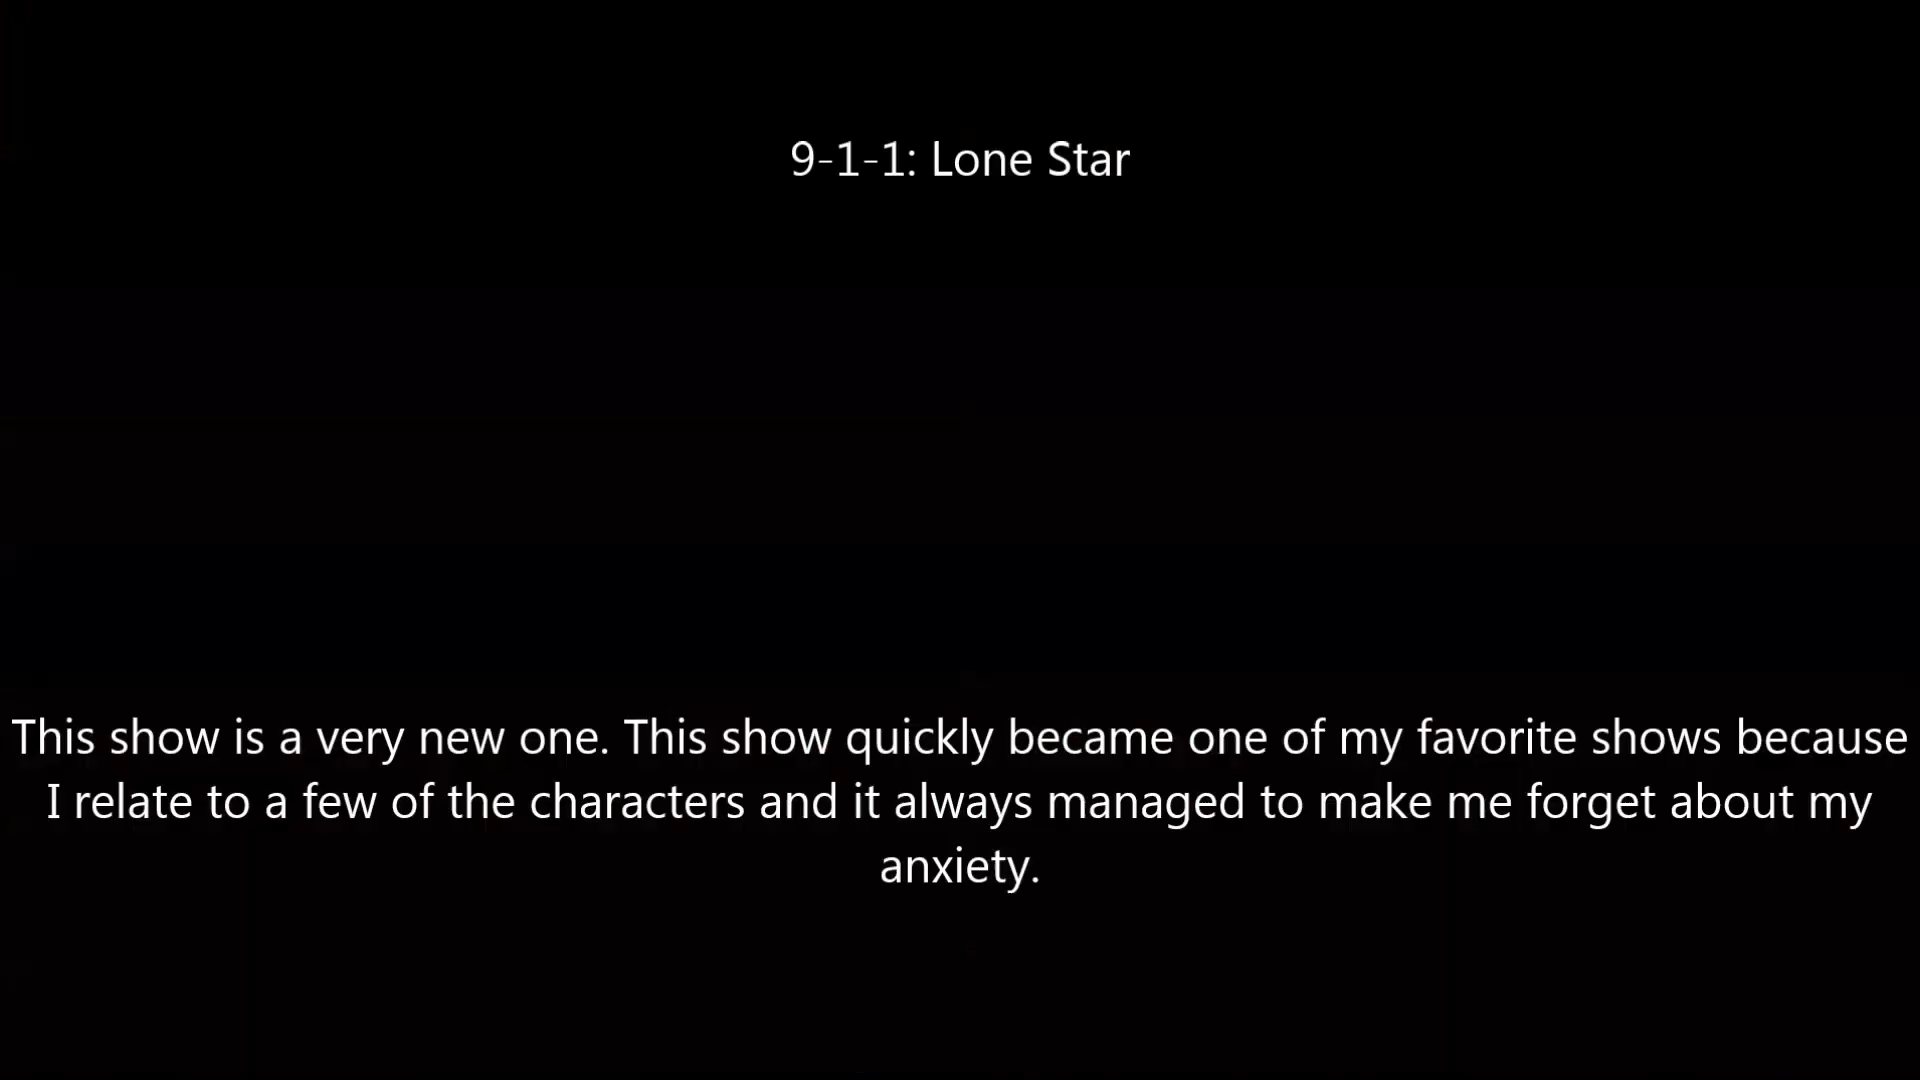 9-1-1: Lone Star
This show is a very new one. This show quickly became one of my favorite shows because
I relate to a few of the characters and it always managed to make me forget about my
anxiety.